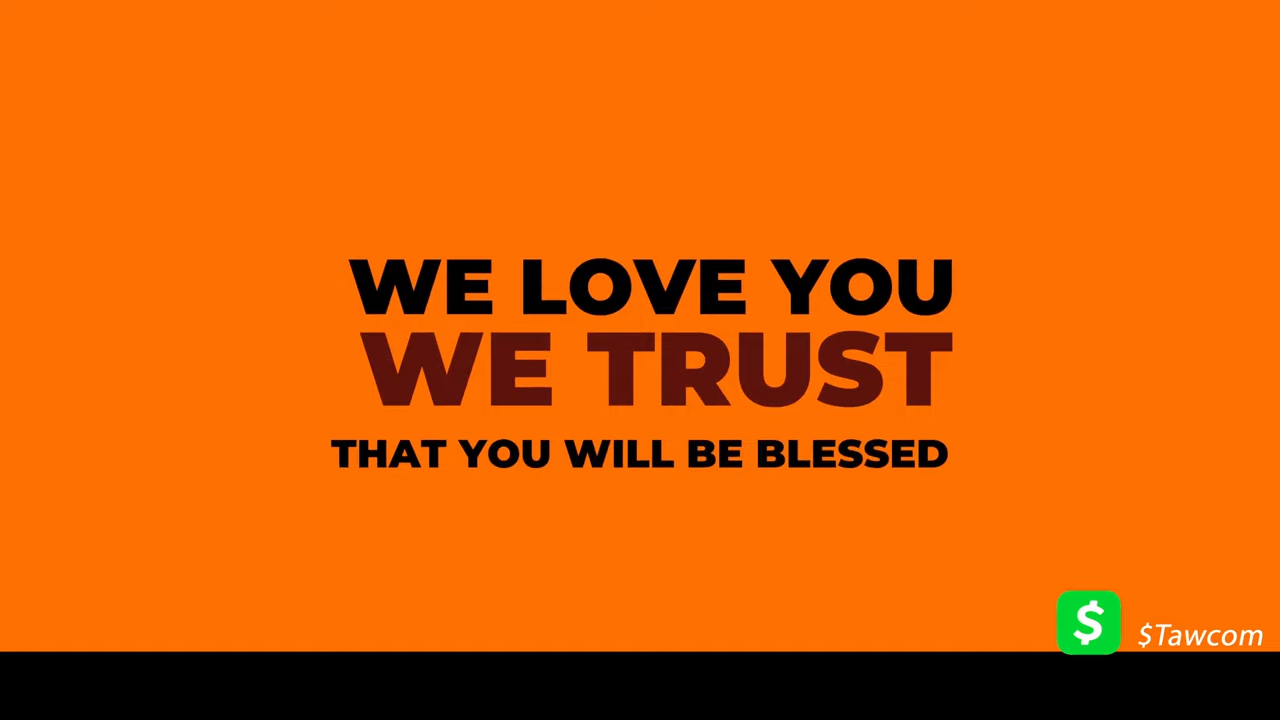 WE LOVE YOU
WE TRUST
THAT YOU WILL BE BLESSED
$
$Tawcom